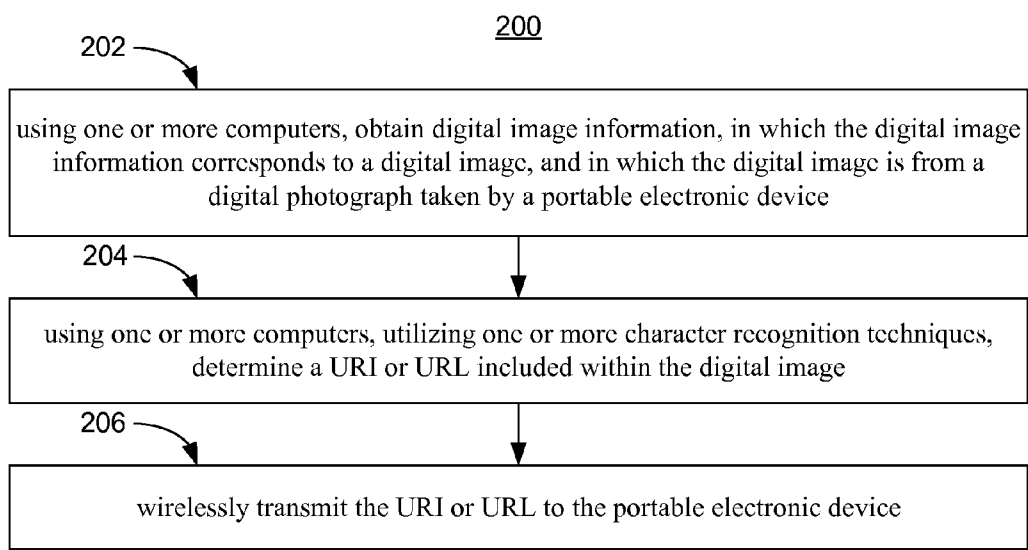 200
202
using one or more computers, obtain digital image information, in which the digital image
information corresponds to a digital image, and in which the digital image is from a
digital photograph taken by a portable electronic device
204
using one or more computers, utilizing one or more character recognition techniques,
determine a URI or URL included within the digital image
206
wirelessly transmit the URI or URL to the portable electronic device